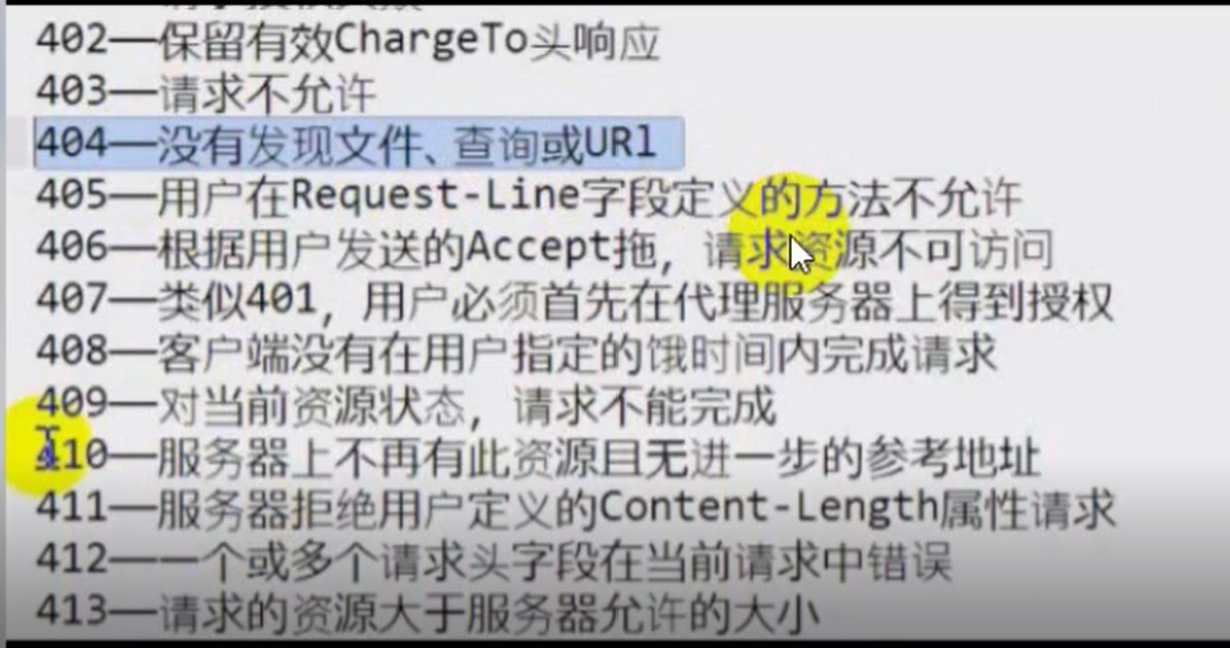 402—保留有效ChargeTo头响应
403—请求不允许
404—没有发现文件、查询或URl
405—用户在Request-Line字段定义的方法不允许
406—根据用户发送的Accept拖，请求资源不可访问
407—类似401，用户必须首先在代理服务器上得到授权
408—客户端没有在用户指定的饿时间内完成请求
409—对当前资源状态，请求不能完成
410—服务器上不再有此资源且无进一步的参考地址
411—服务器拒绝用户定义的Content-Length属性请求
412—一个或多个请求头字段在当前请求中错误
413—请求的资源大于服务器允许的大小